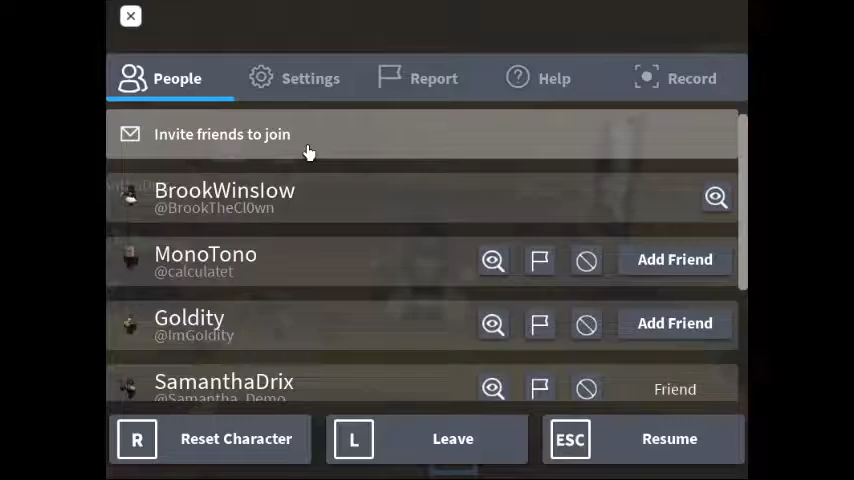 People
Settings
Report
Help
Record
Invite friends to join
BrookWinslow
@BrookTheCl0wn
MonoTono
@calculatet
Add Friend
Goldity
@ImGoldity
Add Friend
SamanthaDrix
@Samantha_Demo
Friend
R Reset Character
L Leave
ESC Resume